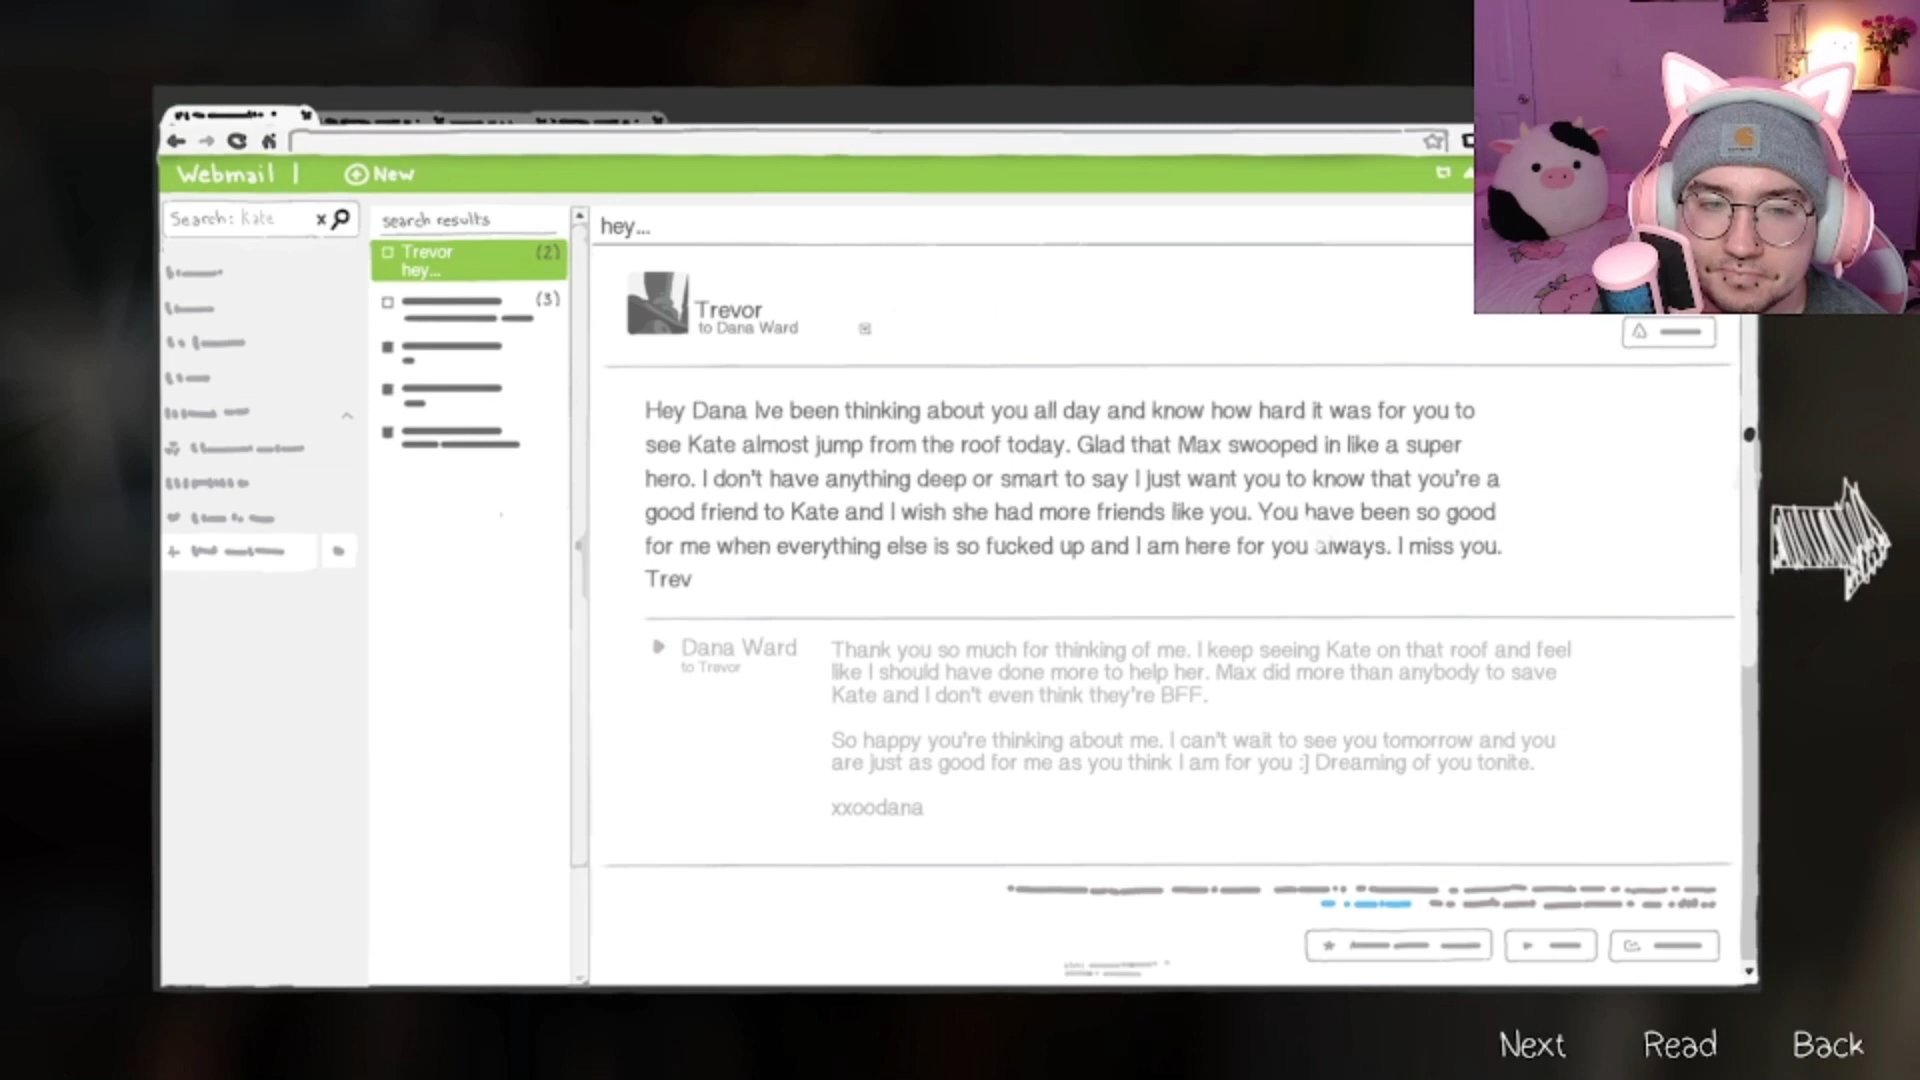 Webmail |
New
Search: Kate
x
search results
Trevor
(2)
hey...
(3)
hey...
Trevor
to Dana Ward
Hey Dana Ive been thinking about you all day and know how hard it was for you to
see Kate almost jump from the roof today. Glad that Max swooped in like a super
hero. I don't have anything deep or smart to say I just want you to know that you're a
good friend to Kate and I wish she had more friends like you. You have been so good
for me when everything else is so fucked up and I am here for you always. I miss you.
Trev
Dana Ward
to Trevor
Thank you so much for thinking of me. I keep seeing Kate on that roof and feel
like I should have done more to help her. Max did more than anybody to save
Kate and I don't even think they're BFF.
So happy you're thinking about me. I can't wait to see you tomorrow and you
are just as good for me as you think I am for you :] Dreaming of you tonite.
xxoodana
Next
Read
Back